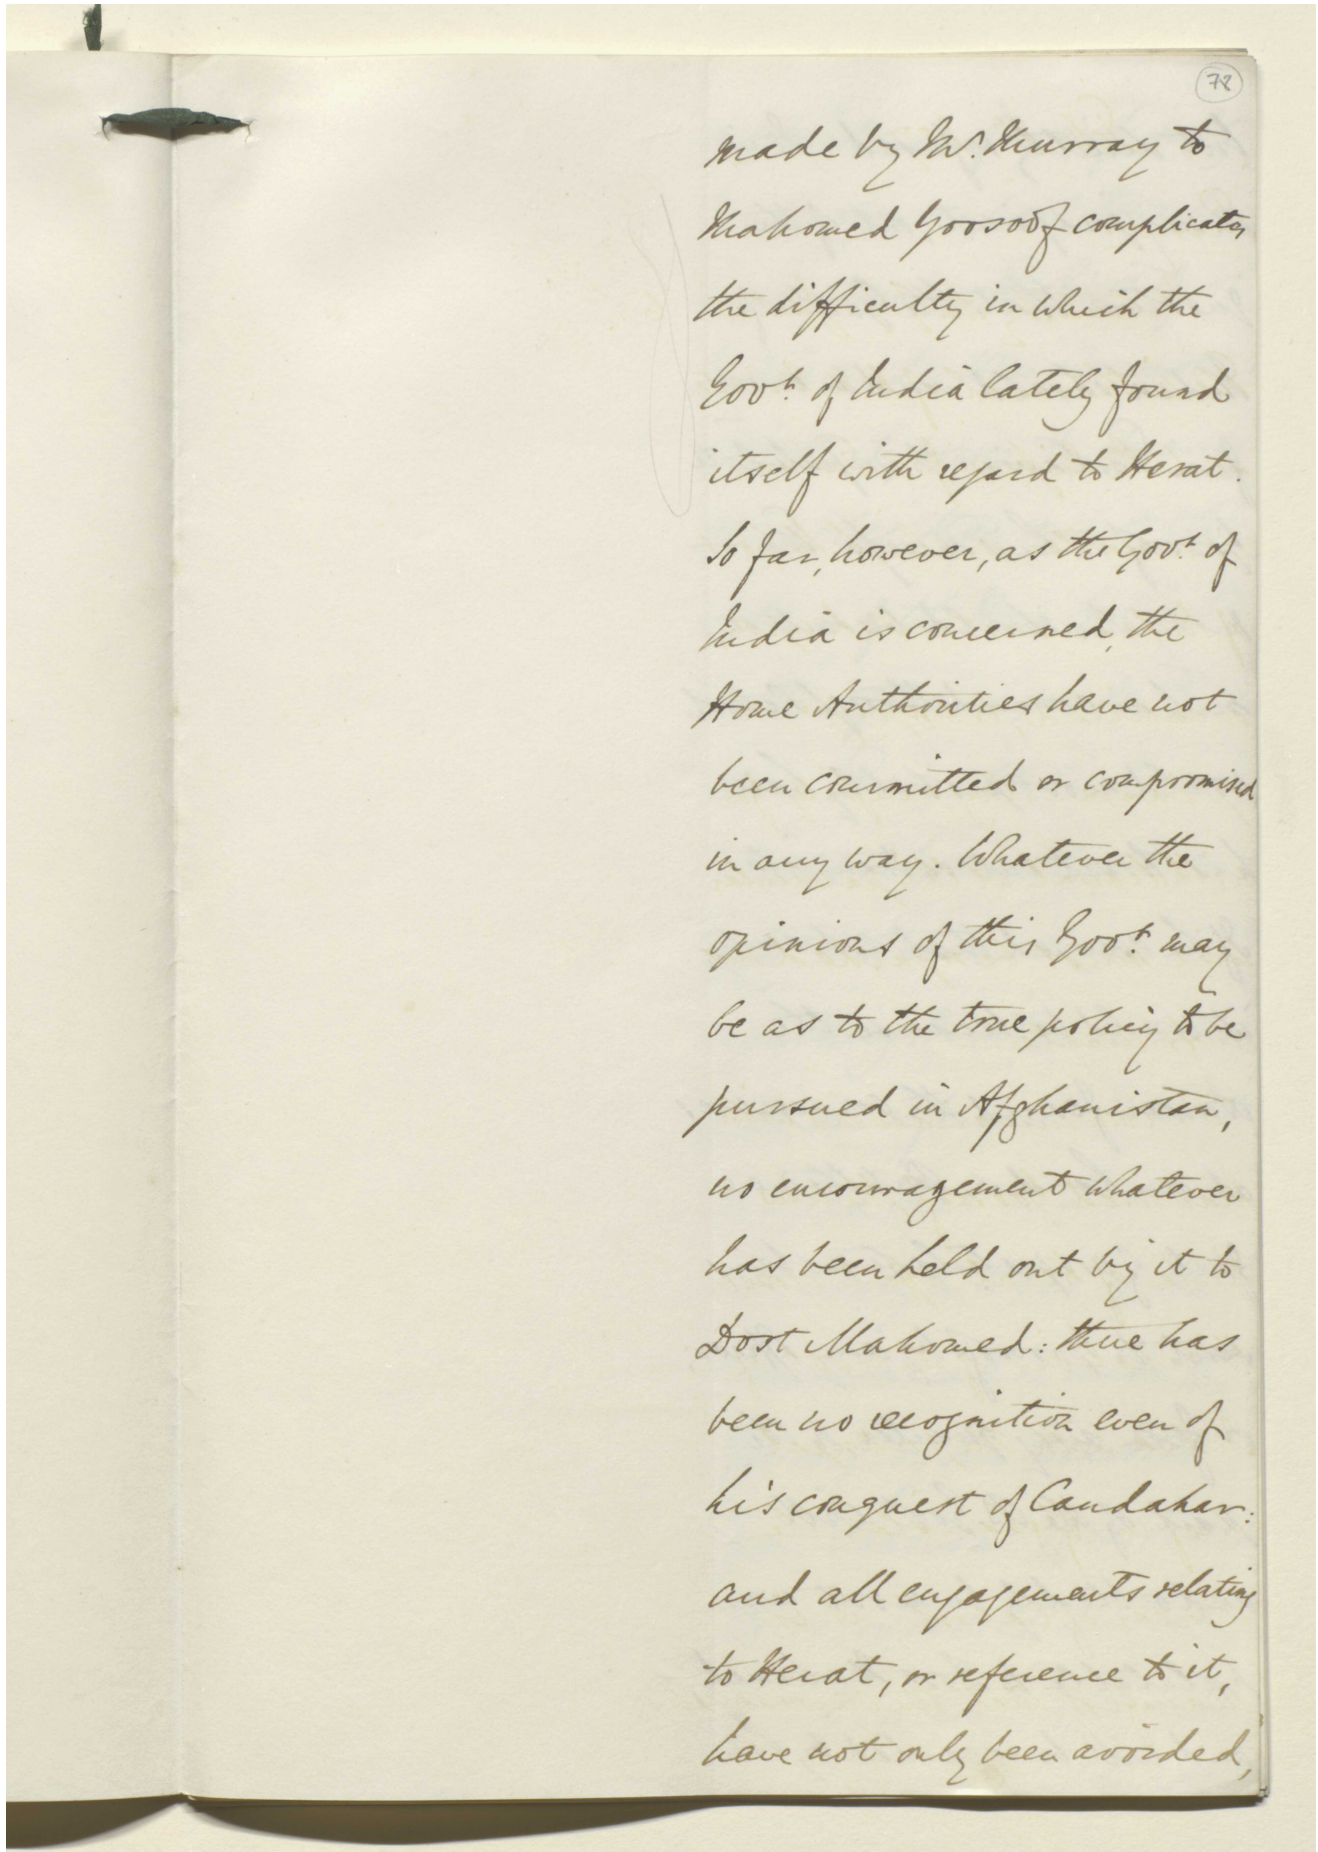 78
made by Mr. Murray to
Mahomed Yoosoof complicates
the difficulty in which the
Govt. of India lately found
itself with regard to Herat.
So far, however, as the Govt. of
India is concerned, the
Home Authorities have not
been committed or compromised
in any way. Whatever the
opinions of this Govt. may
be as to the true policy to be
pursued in Afghanistan,
no encouragement whatever
has been held out by it to
Dost Mahomed: there has
been no recognition even of
his conquest of Candahar:
and all engagements relating
to Herat, or reference to it,
have not only been avoided,